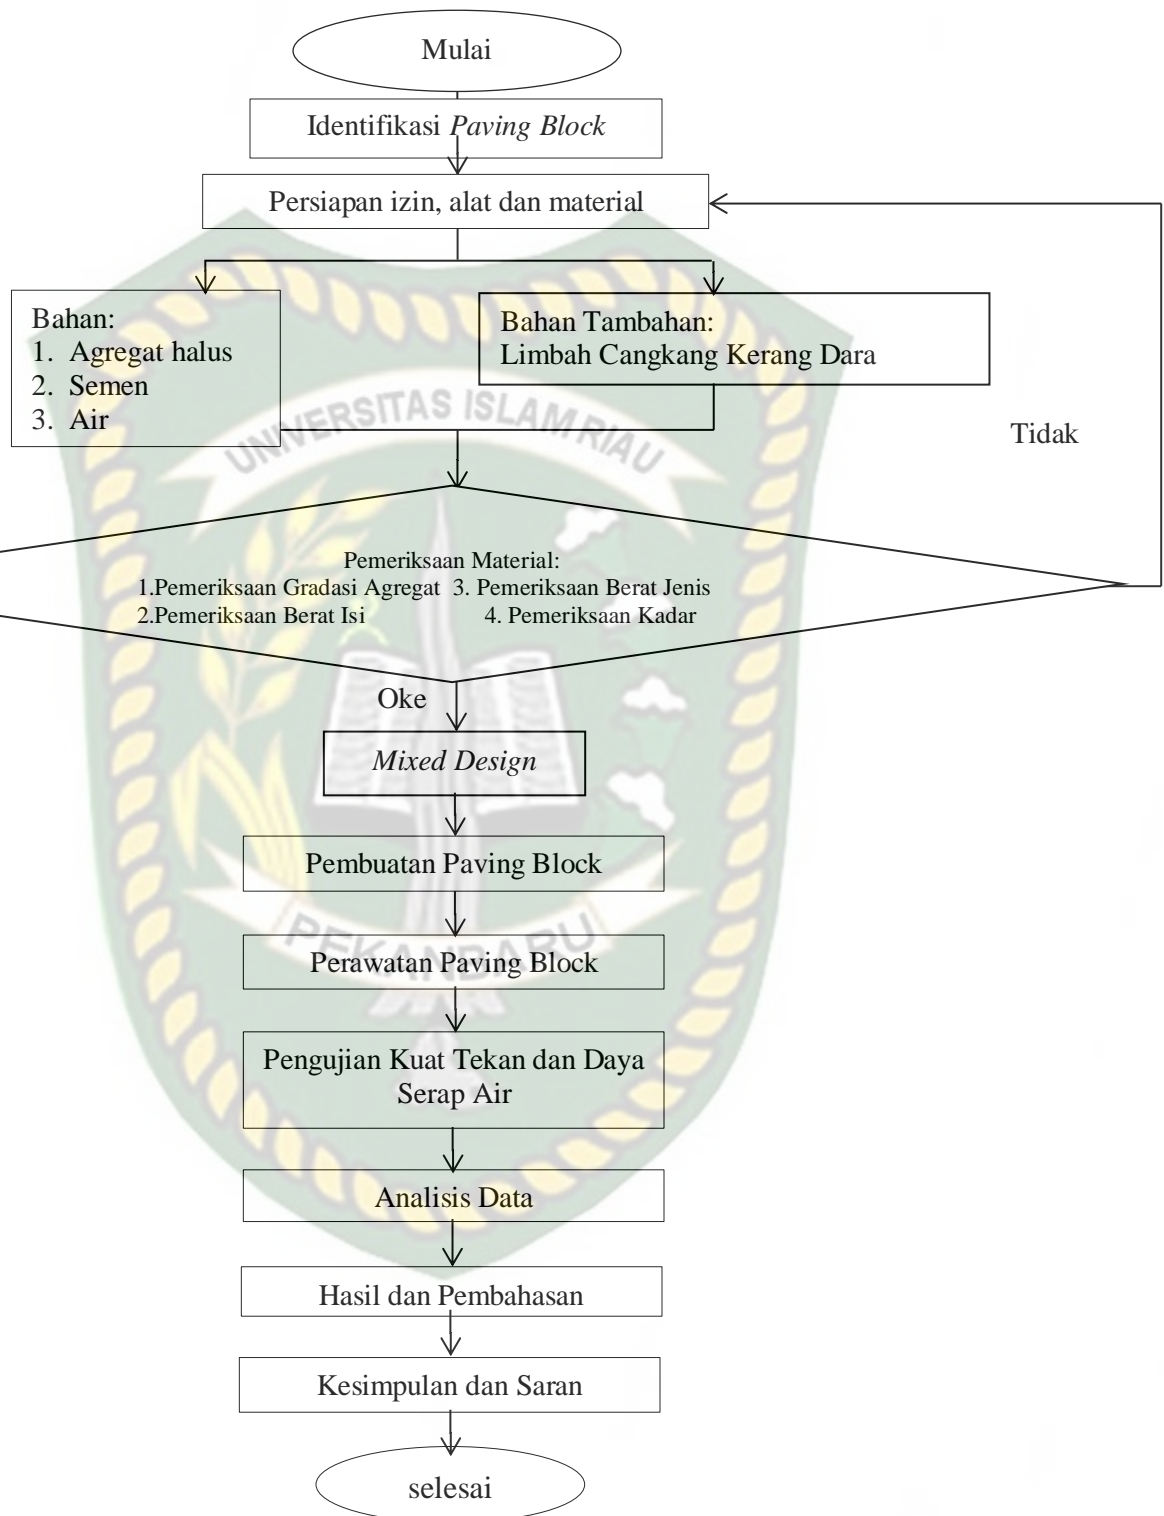 Mulai
Identifikasi Paving Block
Persiapan izin, alat dan material
Bahan:
1. Agregat halus
2. Semen
3. Air
Bahan Tambahan:
Limbah Cangkang Kerang Dara
UNIVERSITAS ISLAM RIAU
Tidak
Pemeriksaan Material:
1.Pemeriksaan Gradasi Agregat 3. Pemeriksaan Berat Jenis
2.Pemeriksaan Berat Isi 4. Pemeriksaan Kadar
Oke
Mixed Design
Pembuatan Paving Block
PEKANBARU
Perawatan Paving Block
Pengujian Kuat Tekan dan Daya
Serap Air
Analisis Data
Hasil dan Pembahasan
Kesimpulan dan Saran
selesai